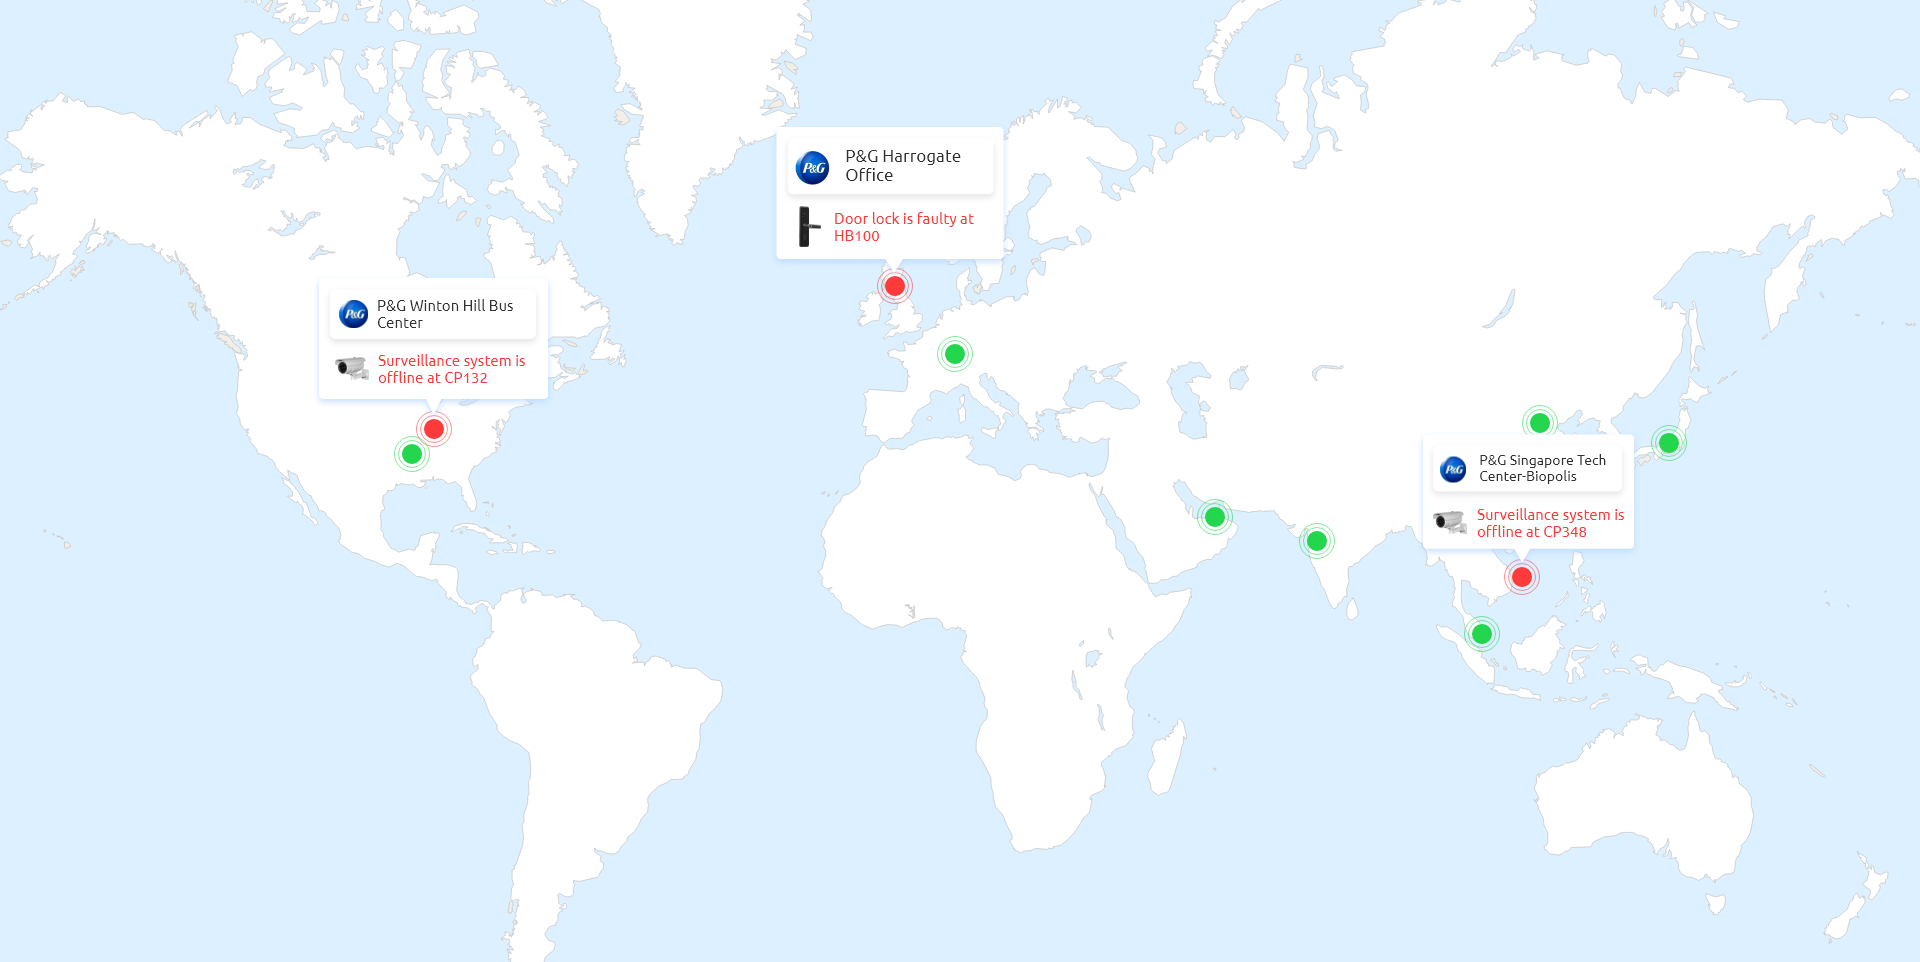 P&G
P&G Harrogate
Office
Door lock is faulty at
HB100
P&G
P&G Winton Hill Bus
Center
Surveillance system is
offline at CP132
P&G
P&G Singapore Tech
Center-Biopolis
Surveillance system is
offline at CP348